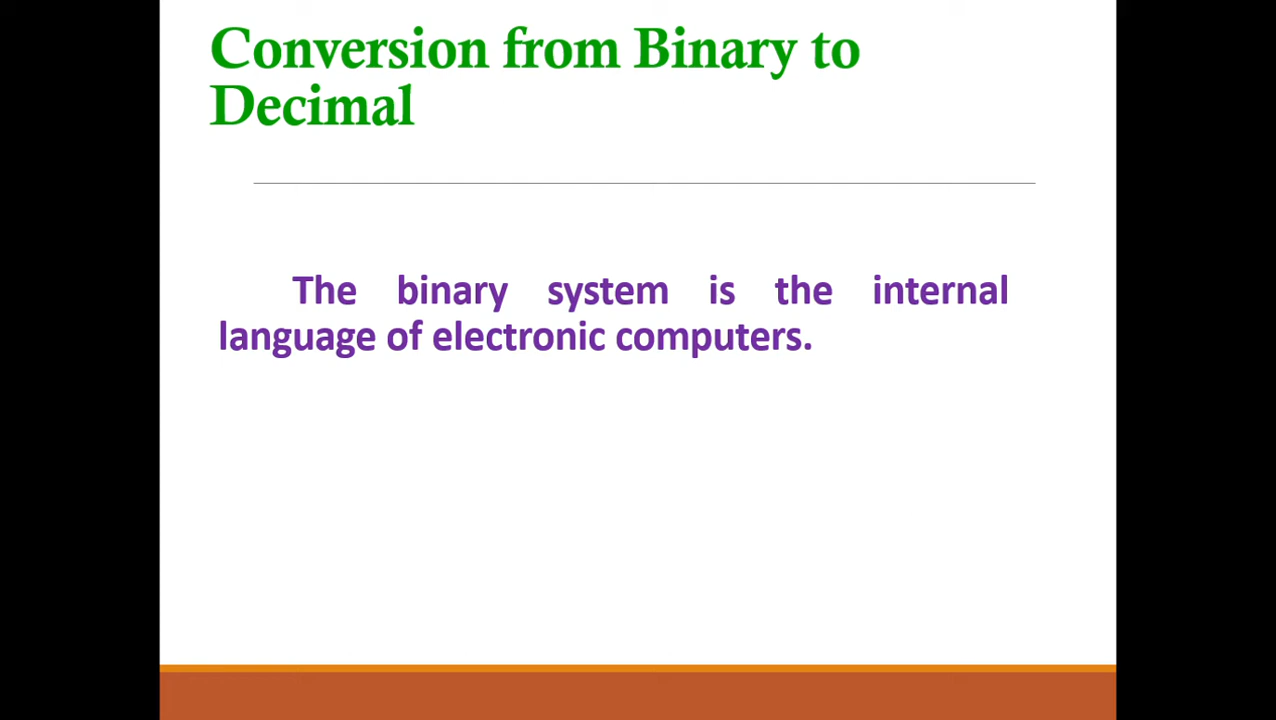 Conversion from Binary to
Decimal
The binary system is the internal
language of electronic computers.